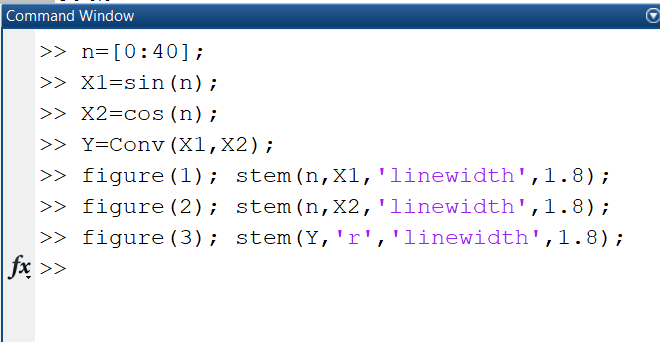 Command Window
>> n=[0:40];
>> X1=sin(n);
>> X2=cos(n);
>> Y=Conv(X1,X2);
>> figure(1); stem(n,X1,'linewidth',1.8);
>> figure(2); stem(n,X2,'linewidth',1.8);
>> figure(3); stem(Y,'r','linewidth',1.8);
fx >>